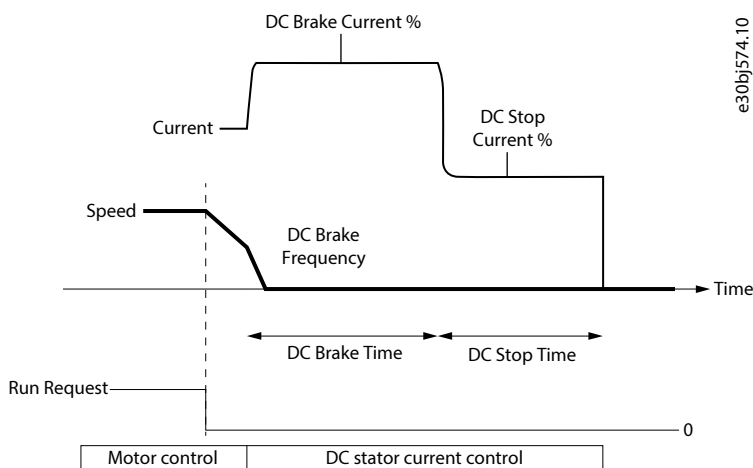 DC Brake Current %
e30bj574.10
DC Stop
Current %
Current
Speed
DC Brake
Frequency
Time
DC Brake Time
DC Stop Time
Run Request
0
Motor control
DC stator current control